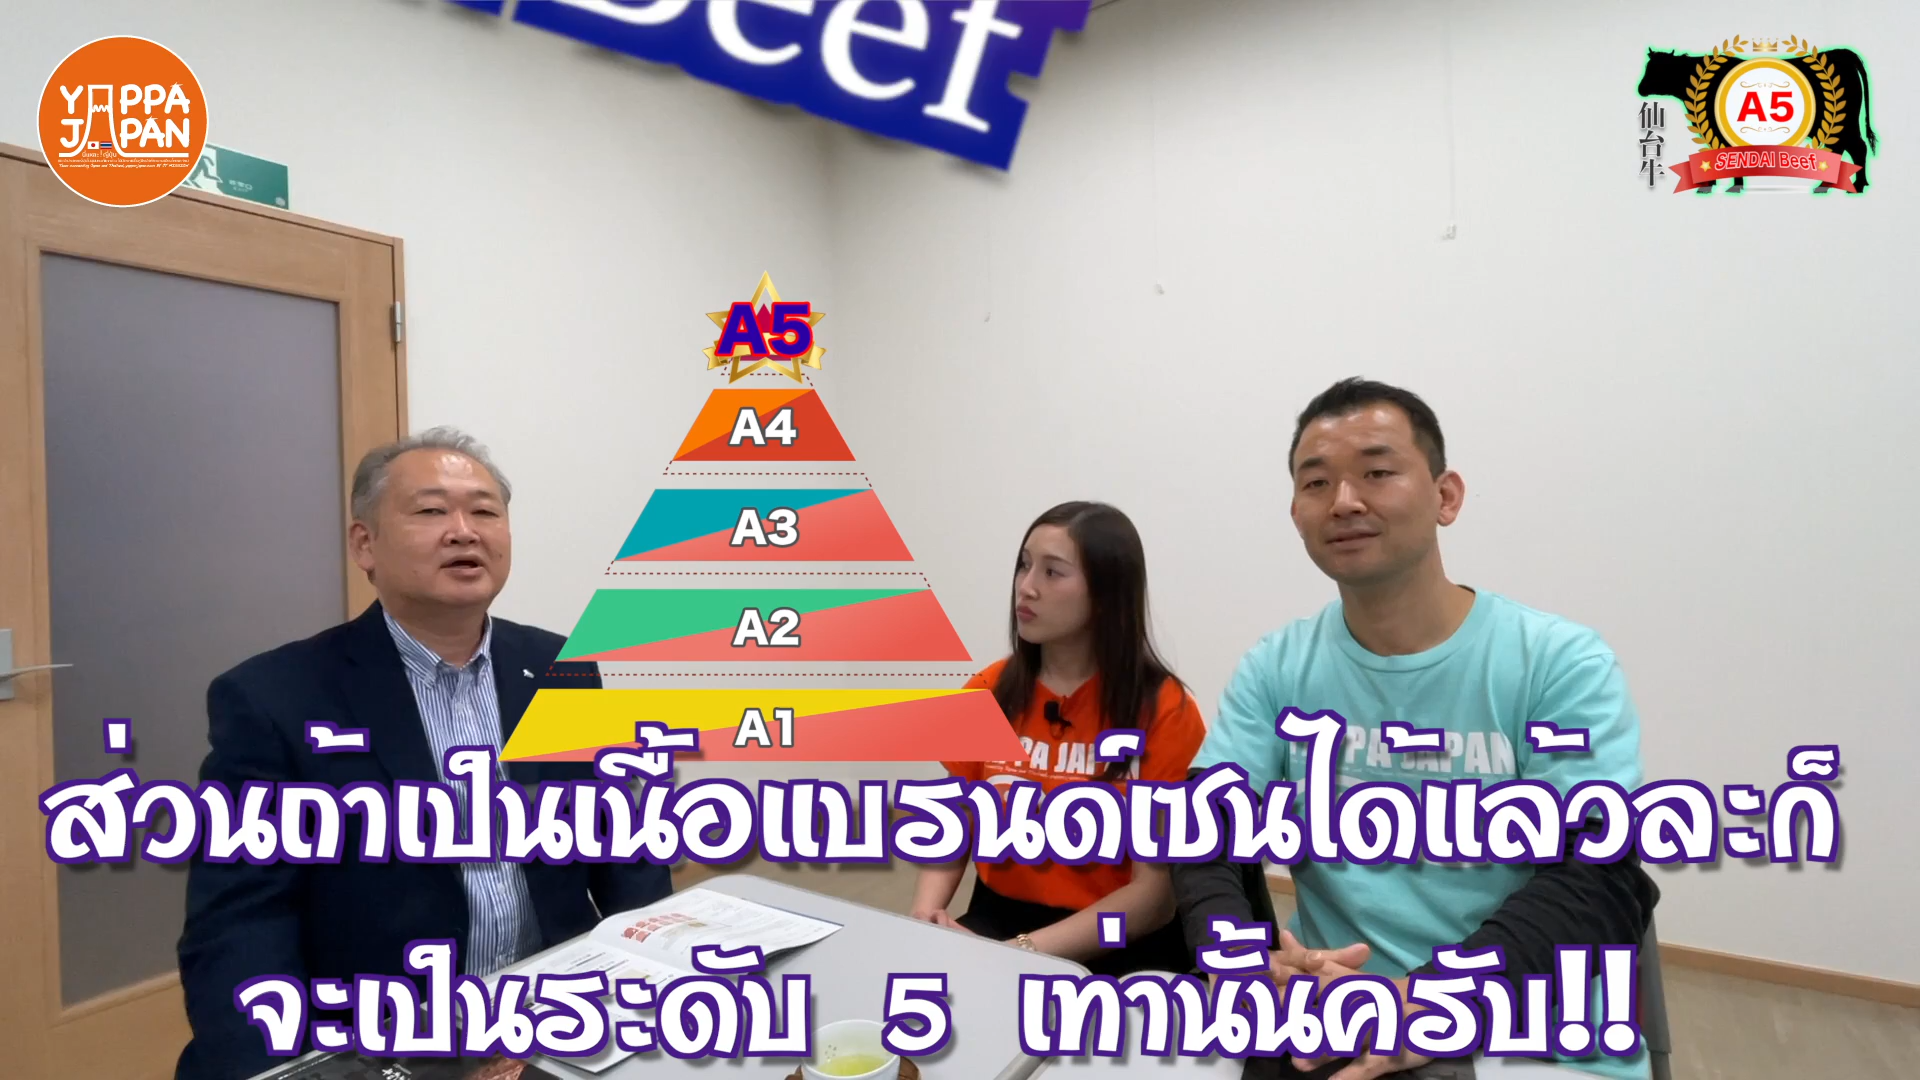 Beef
YAPPA
JAPAN
A5
SENDAI Beef
仙台牛
A5
A4
A3
A2
A1
PPA JAPAN
ส่วนถ้าเป็นเนื้อแบรนด์เซนได้แล้วละก็
จะเป็นระดับ 5 เท่านั้นครับ!!